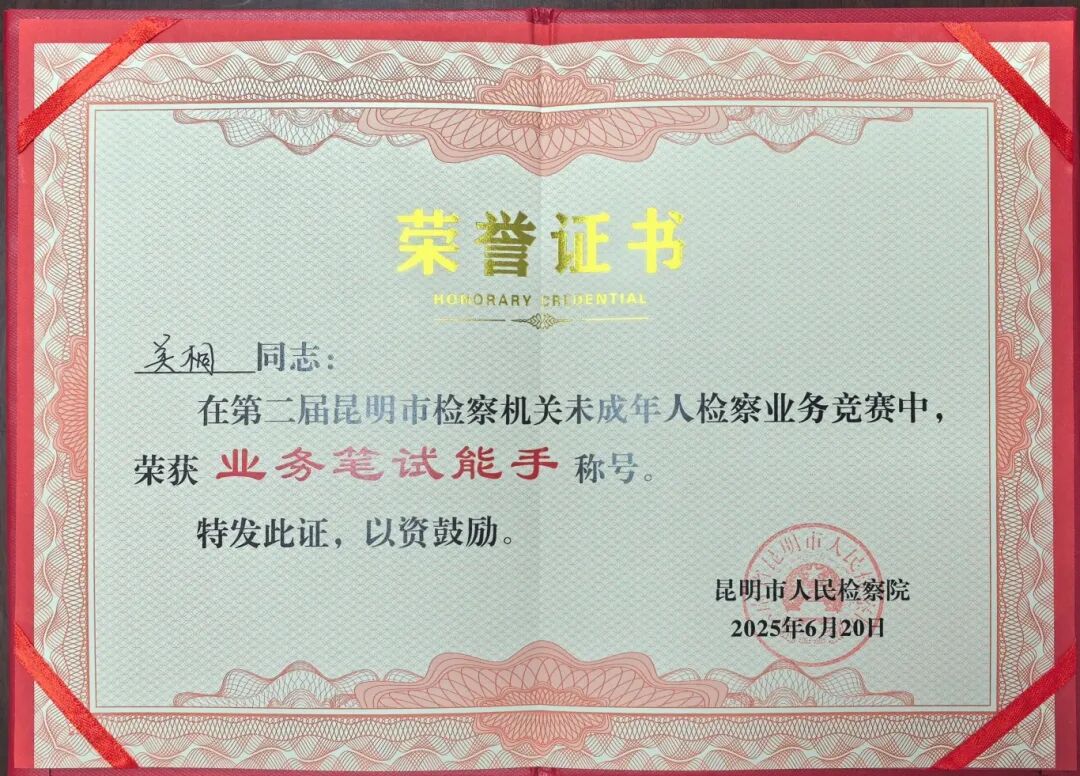 荣誉证书
HONORARY CREDENTIAL
美桐 同志：
在第二届昆明市检察机关未成年人检察业务竞赛中，
荣获 业务笔试能手 称号。
特发此证，以资鼓励。
昆明市人民检察院
2025年6月20日